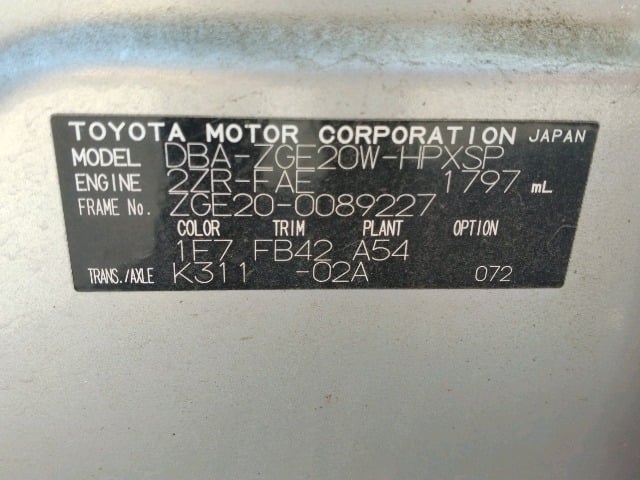 TOYOTA MOTOR CORPORATION JAPAN
MODEL DBA-ZGE20W-HPXSP
ENGINE 2ZR-FAE 1797 mL
FRAME No. ZGE20-0089227
COLOR TRIM PLANT OPTION
1F7 FB42 A54
TRANS./AXLE K311 -02A 072